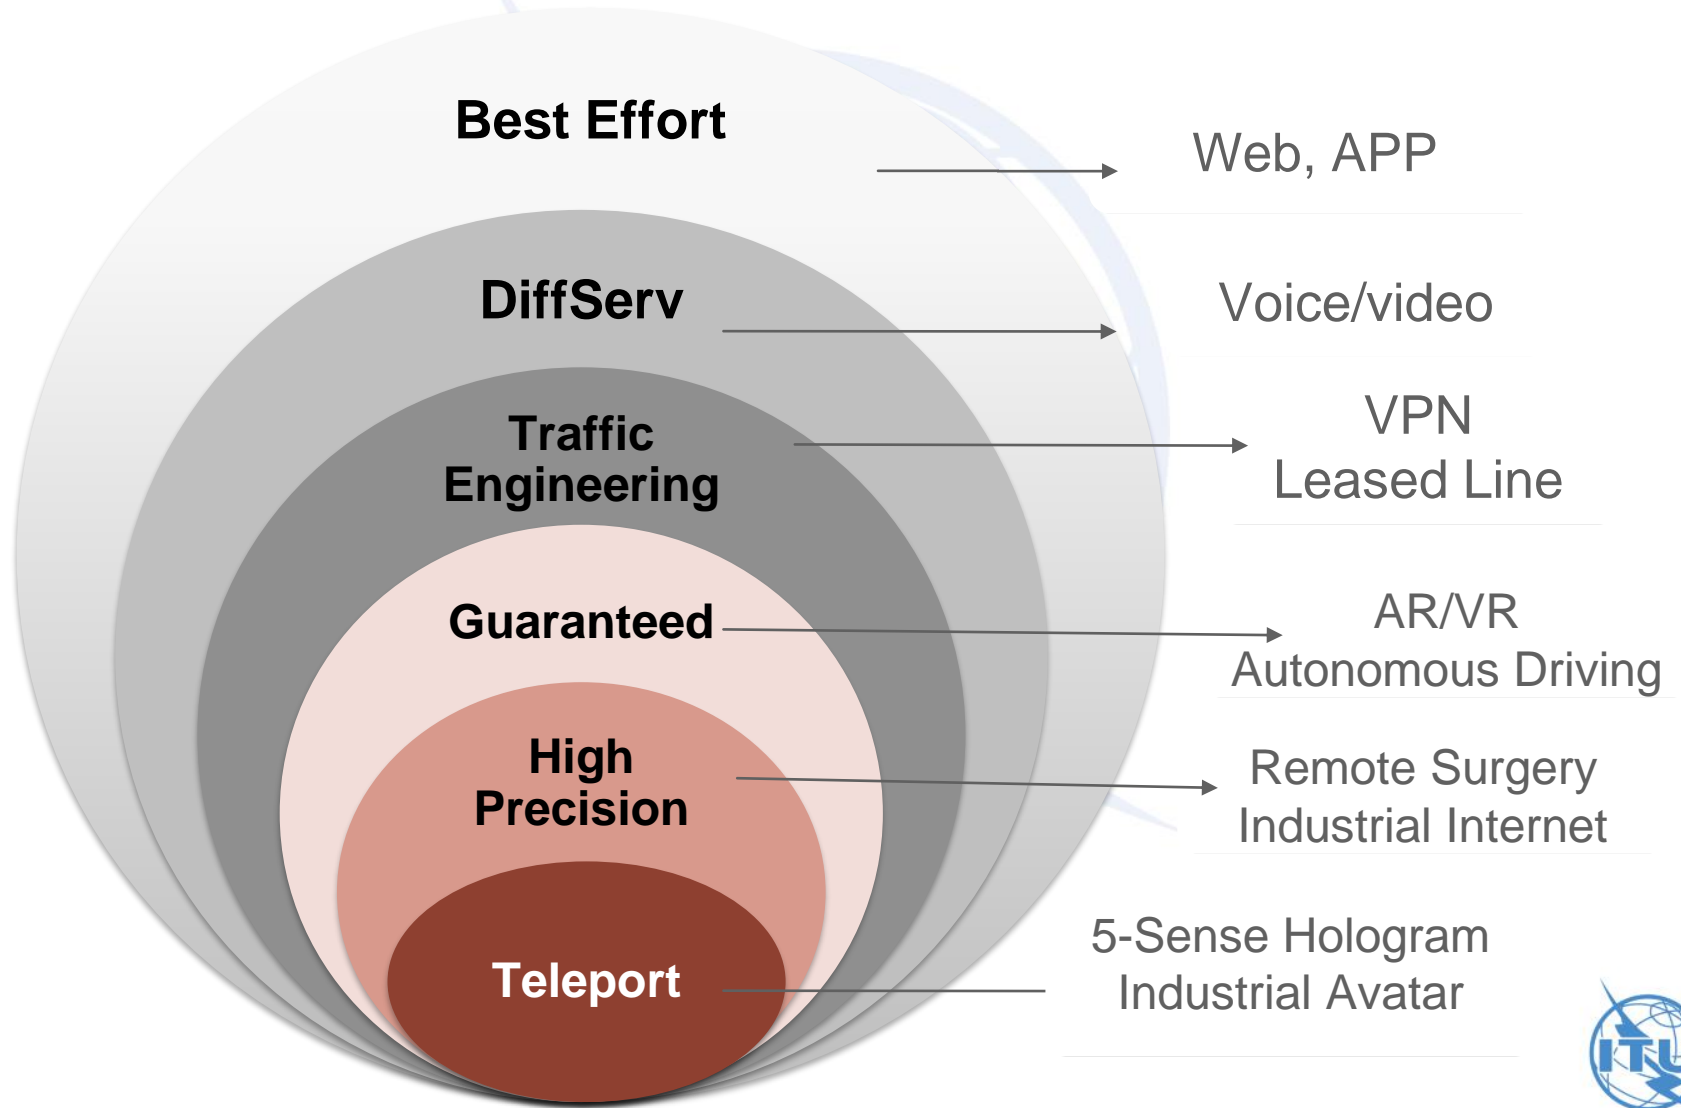 Best Effort
Web, APP
DiffServ
Voice/video
Traffic
Engineering
VPN
Leased Line
Guaranteed
AR/VR
Autonomous Driving
High
Precision
Remote Surgery
Industrial Internet
Teleport
5-Sense Hologram
Industrial Avatar
ITU